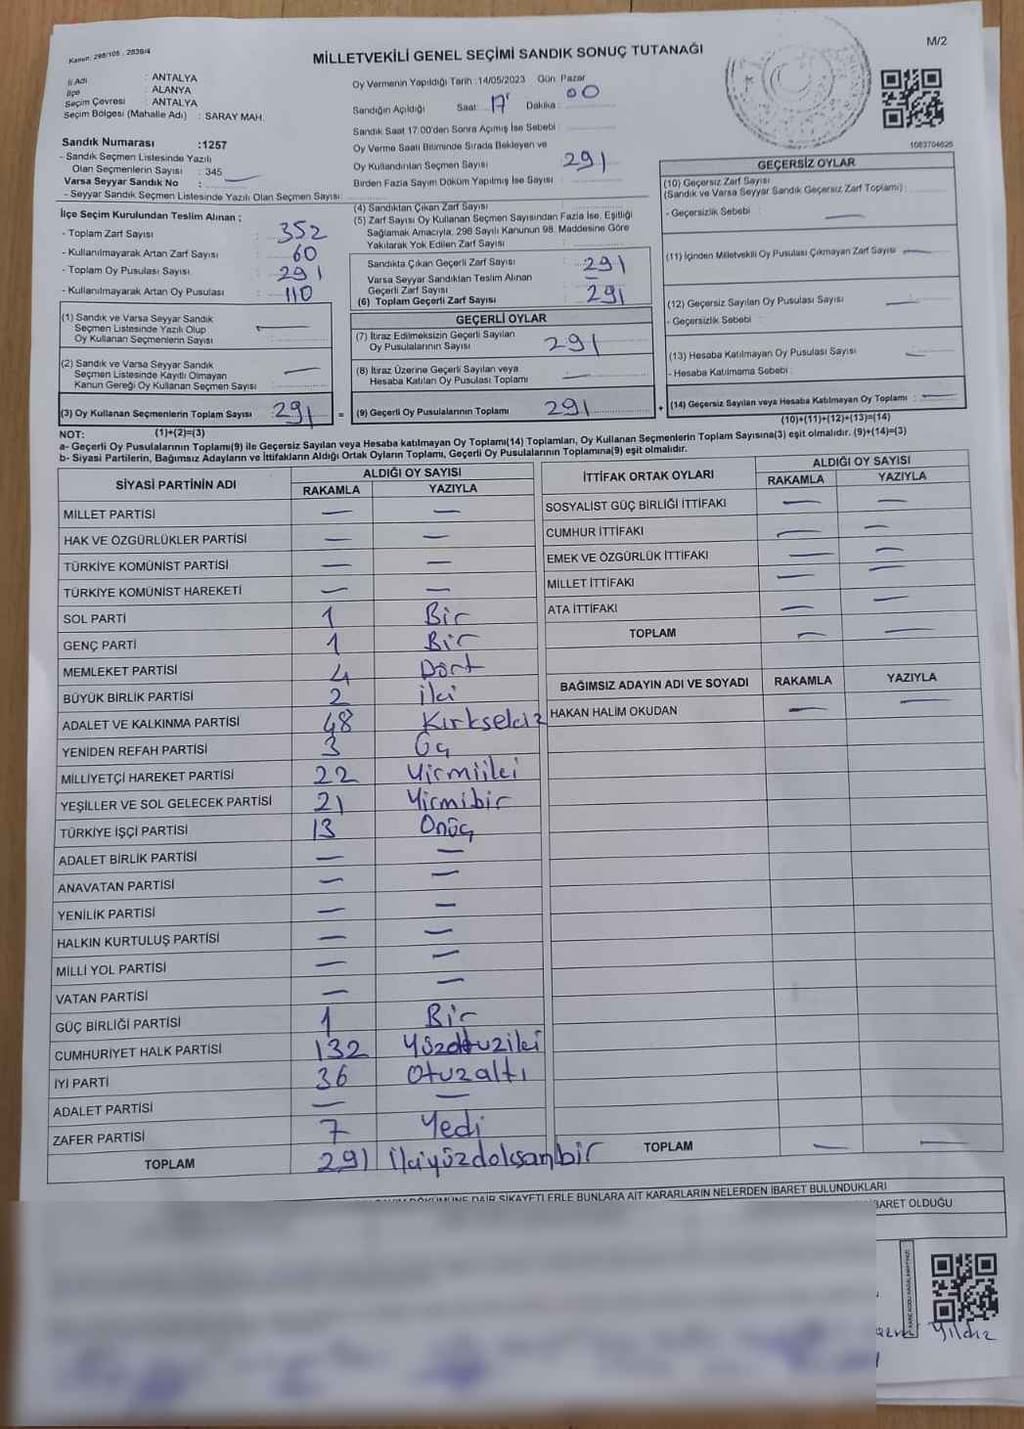 Kanun: 298/105 : 2839/4
M/2
MİLLETVEKİLİ GENEL SEÇİMİ SANDIK SONUÇ TUTANAĞI
İl Adı : ANTALYA
İlçe : ALANYA
Seçim Çevresi : ANTALYA
Seçim Bölgesi (Mahalle Adı) : SARAY MAH.
Sandık Numarası :1257
- Sandık Seçmen Listesinde Yazılı
Olan Seçmenlerin Sayısı : 345
Varsa Seyyar Sandık No : —
- Seyyar Sandık Seçmen Listesinde Yazılı Olan Seçmen Sayısı:
Oy Vermenin Yapıldığı Tarih :14/05/2023 Gün: Pazar
Sandığın Açıldığı Saat : 17 Dakika : 00
Sandık Saat 17.00'den Sonra Açımış İse Sebebi :
Oy Verme Saati Bitiminde Sırada Bekleyen ve
Oy Kullandırılan Seçmen Sayısı : 291
Birden Fazla Sayım Döküm Yapılmış İse Sayısı :
1083704626
İlçe Seçim Kurulundan Teslim Alınan ;
- Toplam Zarf Sayısı : 352
- Kullanılmayarak Artan Zarf Sayısı : 60
- Toplam Oy Pusulası Sayısı : 291
- Kullanılmayarak Artan Oy Pusulası : 110
(4) Sandıktan Çıkan Zarf Sayısı :
(5) Zarf Sayısı Oy Kullanan Seçmen Sayısından Fazla İse, Eşitliği
Sağlamak Amacıyla, 298 Sayılı Kanunun 98. Maddesine Göre
Yakılarak Yok Edilen Zarf Sayısı :
Sandıkta Çıkan Geçerli Zarf Sayısı : 291
Varsa Seyyar Sandıktan Teslim Alınan
Geçerli Zarf Sayısı : —
(6) Toplam Geçerli Zarf Sayısı : 291
GEÇERSİZ OYLAR
(10) Geçersiz Zarf Sayısı
(Sandık ve Varsa Seyyar Sandık Geçersiz Zarf Toplamı) :
- Geçersizlik Sebebi : —
(11) İçinden Milletvekili Oy Pusulası Çıkmayan Zarf Sayısı : —
(12) Geçersiz Sayılan Oy Pusulası Sayısı : —
- Geçersizlik Sebebi :
(13) Hesaba Katılmayan Oy Pusulası Sayısı : —
- Hesaba Katılmama Sebebi :
(14) Geçersiz Sayılan veya Hesaba Katılmayan Oy Toplamı : —
(10)+(11)+(12)+(13)=(14)
(1) Sandık ve Varsa Seyyar Sandık
Seçmen Listesinde Yazılı Olup
Oy Kullanan Seçmenlerin Sayısı : —
(2) Sandık ve Varsa Seyyar Sandık
Seçmen Listesinde Kayıtlı Olmayan
Kanun Gereği Oy Kullanan Seçmen Sayısı : —
(3) Oy Kullanan Seçmenlerin Toplam Sayısı : 291 =
(1)+(2)=(3)
GEÇERLİ OYLAR
(7) İtiraz Edilmeksizin Geçerli Sayılan
Oy Pusulalarının Sayısı : 291
(8) İtiraz Üzerine Geçerli Sayılan veya
Hesaba Katılan Oy Pusulası Toplamı : —
(9) Geçerli Oy Pusulalarının Toplamı : 291 +
NOT:
a- Geçerli Oy Pusulalarının Toplamı(9) ile Geçersiz Sayılan veya Hesaba katılmayan Oy Toplamı(14) Toplamları, Oy Kullanan Seçmenlerin Toplam Sayısına(3) eşit olmalıdır. (9)+(14)=(3)
b- Siyasi Partilerin, Bağımsız Adayların ve İttifakların Aldığı Ortak Oyların Toplamı, Geçerli Oy Pusulalarının Toplamına(9) eşit olmalıdır.
SİYASİ PARTİNİN ADI ALDIĞI OY SAYISI
RAKAMLA YAZIYLA
MİLLET PARTİSİ — —
HAK VE ÖZGÜRLÜKLER PARTİSİ — —
TÜRKİYE KOMÜNİST PARTİSİ — —
TÜRKİYE KOMÜNİST HAREKETİ — —
SOL PARTİ 1 Bir
GENÇ PARTİ 1 Bir
MEMLEKET PARTİSİ 4 Dört
BÜYÜK BİRLİK PARTİSİ 2 İki
ADALET VE KALKINMA PARTİSİ 48 Kırksekiz
YENİDEN REFAH PARTİSİ 3 Üç
MİLLİYETÇİ HAREKET PARTİSİ 22 Yirmiiki
YEŞİLLER VE SOL GELECEK PARTİSİ 21 Yirmibir
TÜRKİYE İŞÇİ PARTİSİ 13 Onüç
ADALET BİRLİK PARTİSİ — —
ANAVATAN PARTİSİ — —
YENİLİK PARTİSİ — —
HALKIN KURTULUŞ PARTİSİ — —
MİLLİ YOL PARTİSİ — —
VATAN PARTİSİ — —
GÜÇ BİRLİĞİ PARTİSİ 1 Bir
CUMHURİYET HALK PARTİSİ 132 Yüzotuziki
İYİ PARTİ 36 Otuzaltı
ADALET PARTİSİ — —
ZAFER PARTİSİ 7 Yedi
TOPLAM 291 İkiyüzdoksanbir
İTTİFAK ORTAK OYLARI ALDIĞI OY SAYISI
RAKAMLA YAZIYLA
SOSYALİST GÜÇ BİRLİĞİ İTTİFAKI — —
CUMHUR İTTİFAKI — —
EMEK VE ÖZGÜRLÜK İTTİFAKI — —
MİLLET İTTİFAKI — —
ATA İTTİFAKI — —
TOPLAM — —
BAĞIMSIZ ADAYIN ADI VE SOYADI RAKAMLA YAZIYLA
HAKAN HALİM OKUDAN — —
TOPLAM — —
DÖKÜMÜNE DAİR ŞİKAYETLERLE BUNLARA AİT KARARLARIN NELERDEN İBARET BULUNDUKLARI
İBARET OLDUĞU
Yıldız